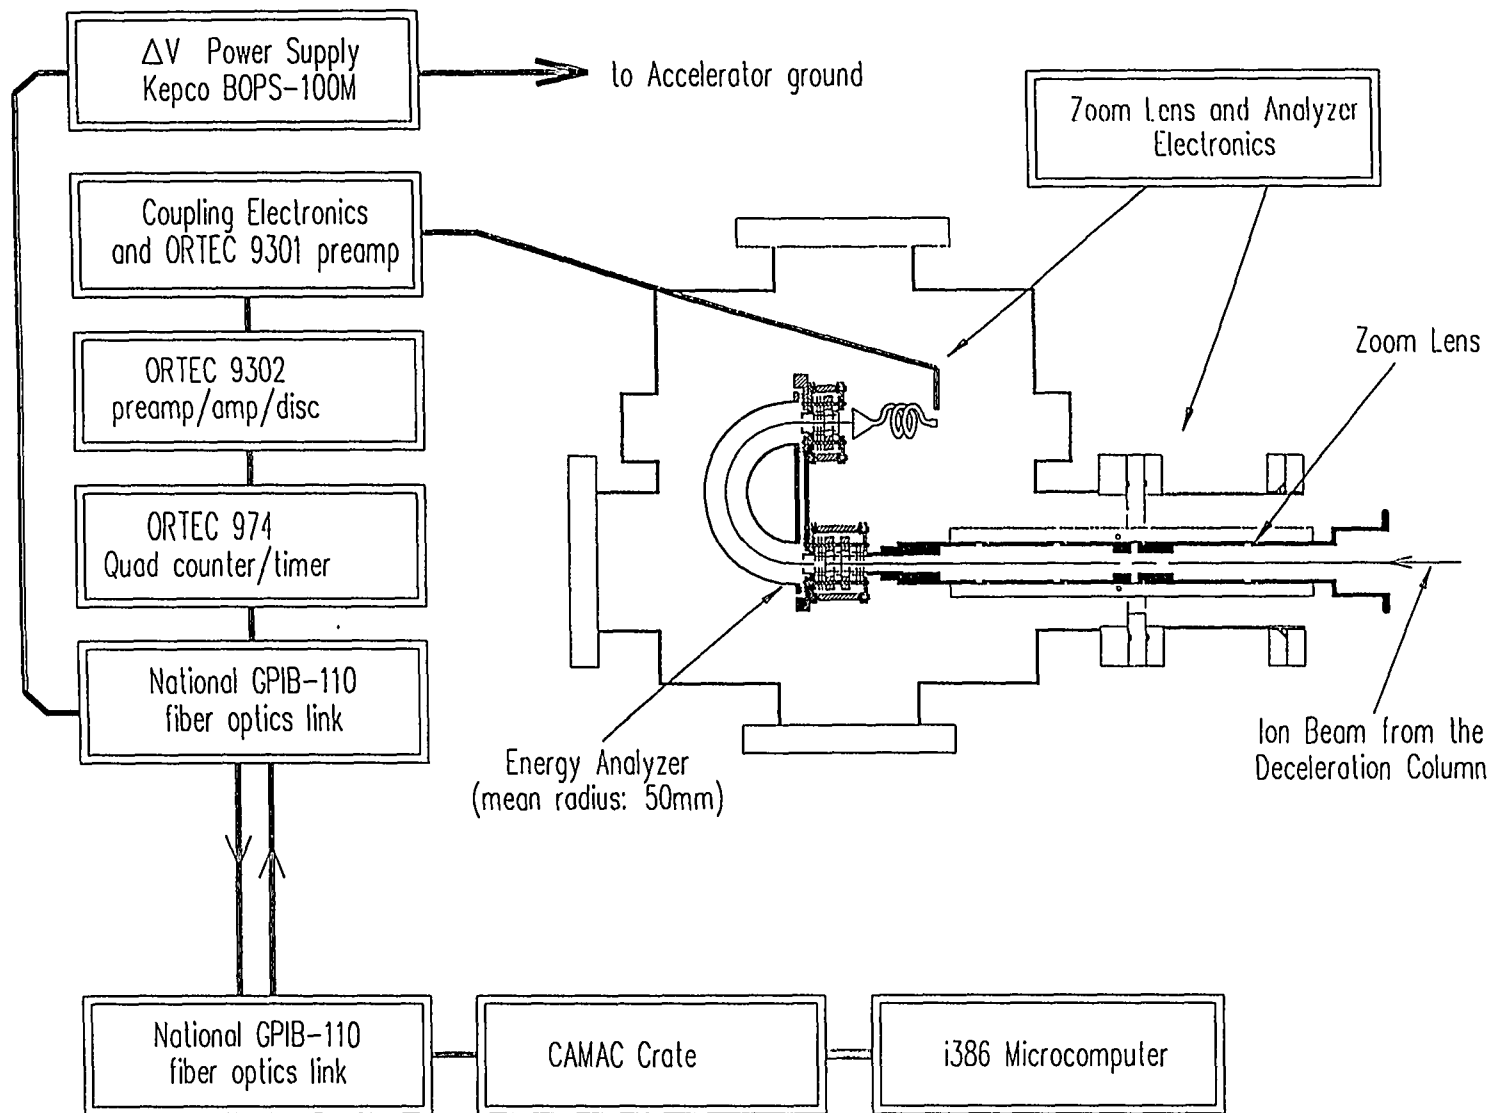 ΔV Power Supply
Kepco BOPS-100M
to Accelerator ground
Zoom Lens and Analyzer
Electronics
Coupling Electronics
and ORTEC 9301 preamp
ORTEC 9302
preamp/amp/disc
Zoom Lens
ORTEC 974
Quad counter/timer
National GPIB-110
fiber optics link
Energy Analyzer
(mean radius: 50mm)
Ion Beam from the
Deceleration Column
National GPIB-110
fiber optics link
CAMAC Crate
i386 Microcomputer